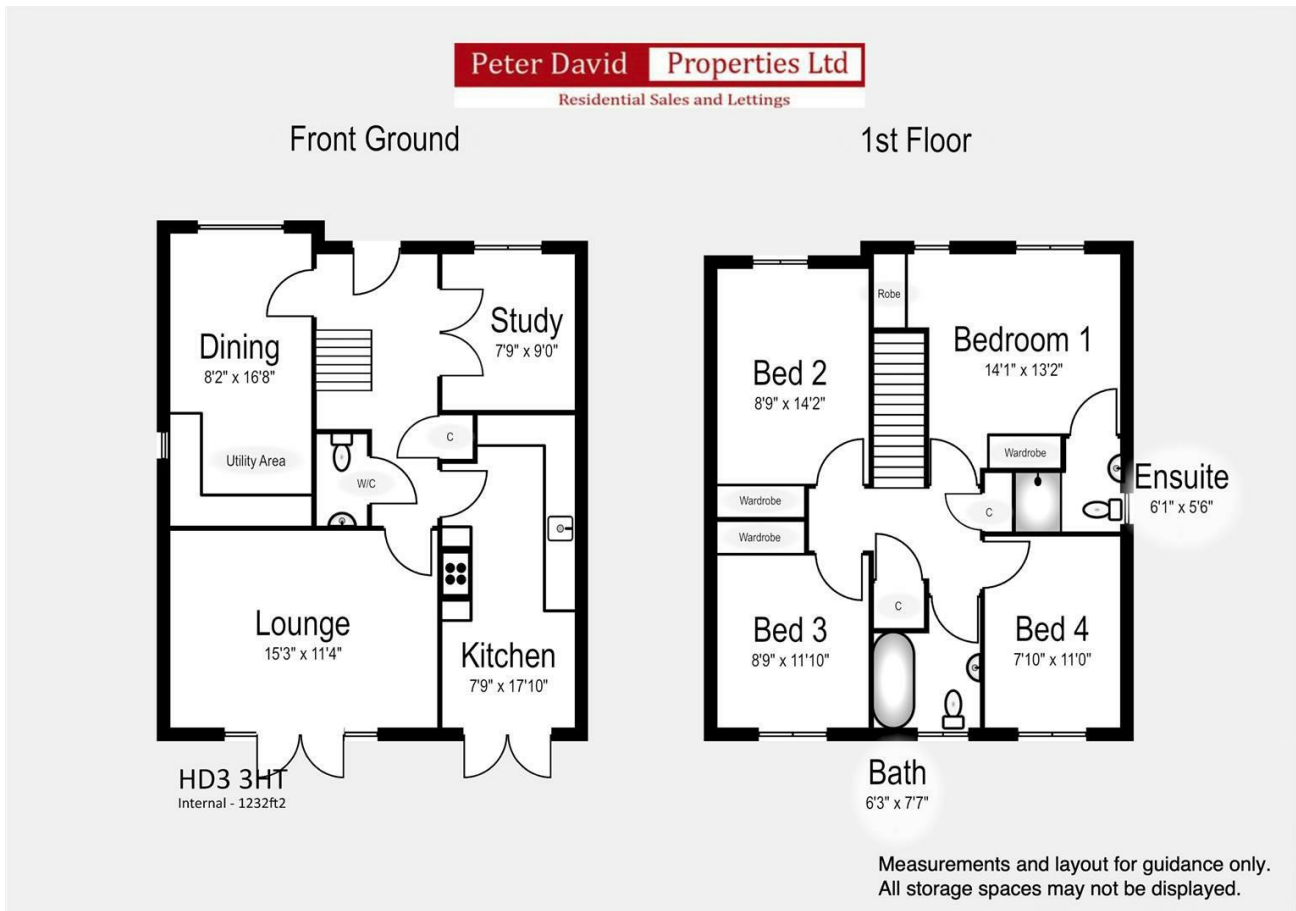 Peter David Properties Ltd
Residential Sales and Lettings
Front Ground
1st Floor
Dining
8'2" x 16'8"
Utility Area
Study
7'9" x 9'0"
C
W/C
Lounge
15'3" x 11'4"
Kitchen
7'9" x 17'10"
HD3 3HT
Internal - 1232ft2
Robe
Bedroom 1
14'1" x 13'2"
Bed 2
8'9" x 14'2"
Wardrobe
Ensuite
6'1" x 5'6"
Wardrobe
C
Wardrobe
C
Bed 3
8'9" x 11'10"
Bed 4
7'10" x 11'0"
Bath
6'3" x 7'7"
Measurements and layout for guidance only.
All storage spaces may not be displayed.